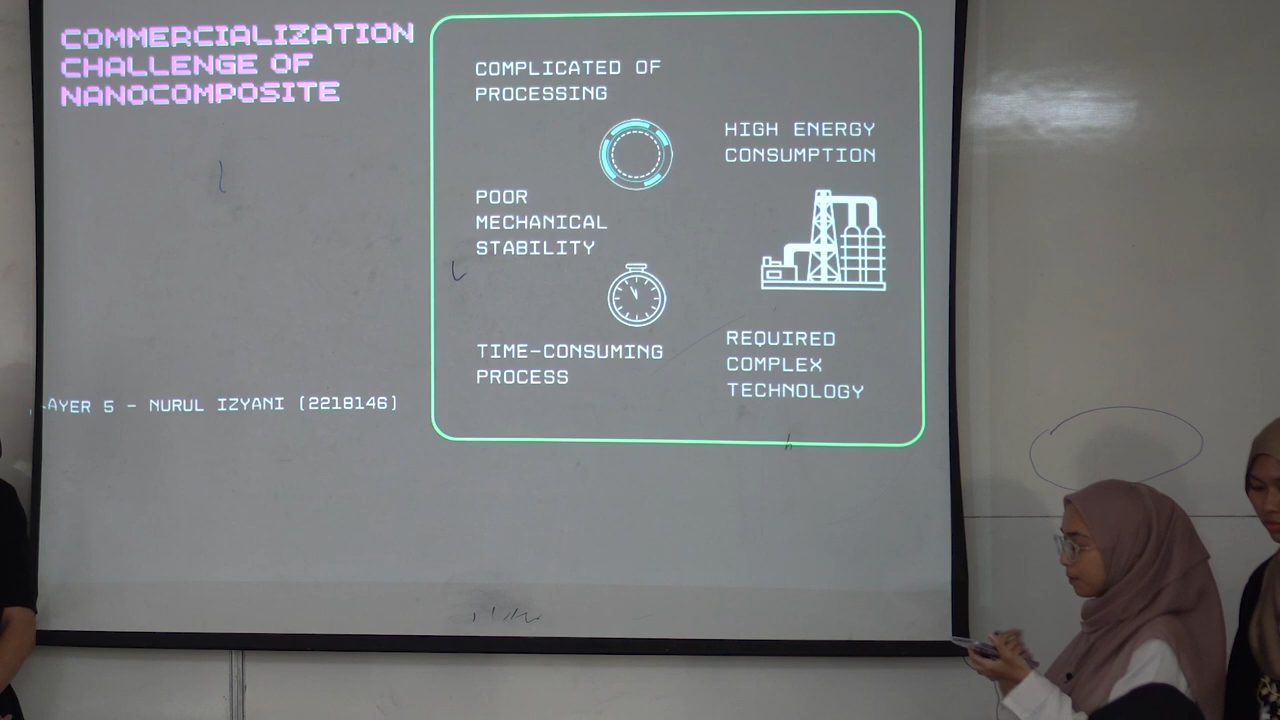 COMMERCIALIZATION
CHALLENGE OF
NANOCOMPOSITE
COMPLICATED OF
PROCESSING
HIGH ENERGY
CONSUMPTION
POOR
MECHANICAL
STABILITY
TIME-CONSUMING
PROCESS
REQUIRED
COMPLEX
TECHNOLOGY
AYER 5 - NURUL IZYANI (2218146)